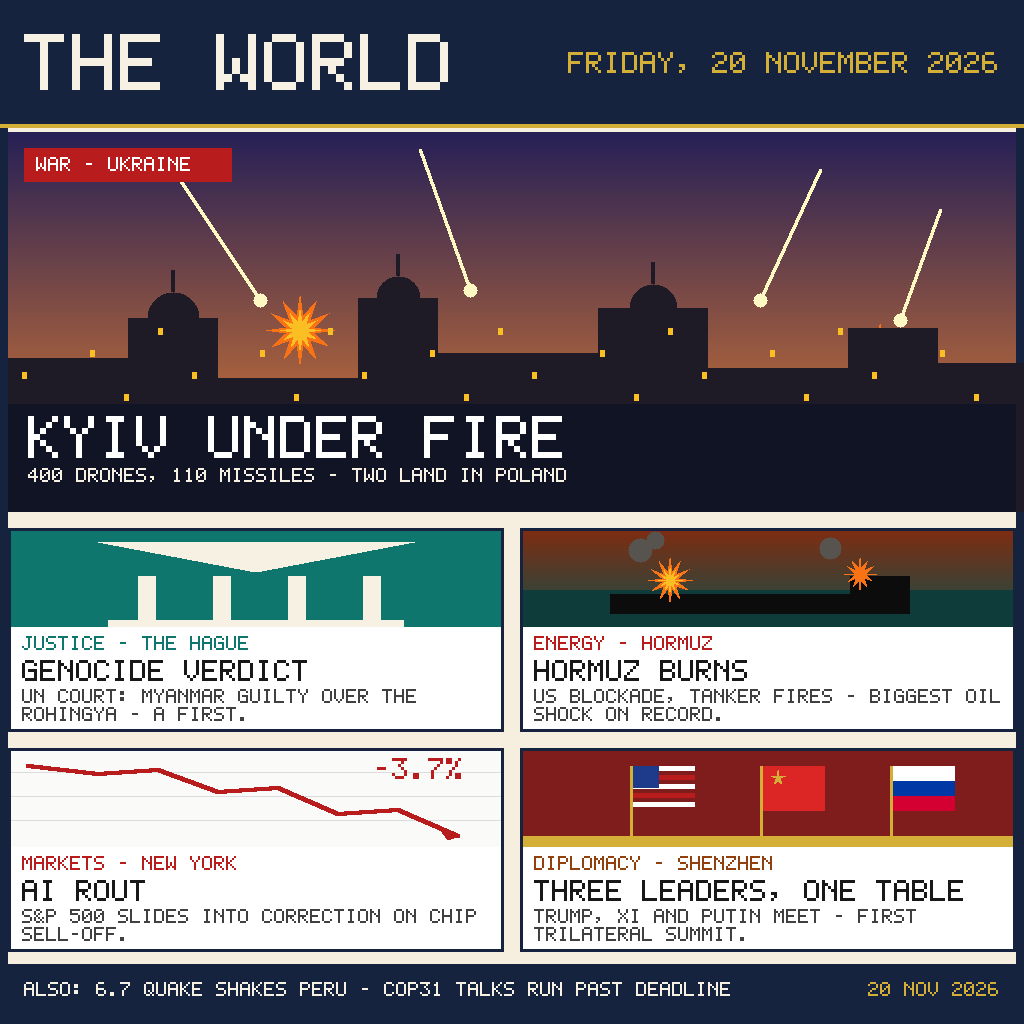 THE WORLD
FRIDAY, 20 NOVEMBER 2026
WAR - UKRAINE
KYIV UNDER FIRE
400 DRONES, 110 MISSILES - TWO LAND IN POLAND
JUSTICE - THE HAGUE
GENOCIDE VERDICT
UN COURT: MYANMAR GUILTY OVER THE
ROHINGYA - A FIRST.
ENERGY - HORMUZ
HORMUZ BURNS
US BLOCKADE, TANKER FIRES - BIGGEST OIL
SHOCK ON RECORD.
-3.7%
MARKETS - NEW YORK
AI ROUT
S&P 500 SLIDES INTO CORRECTION ON CHIP
SELL-OFF.
DIPLOMACY - SHENZHEN
THREE LEADERS, ONE TABLE
TRUMP, XI AND PUTIN MEET - FIRST
TRILATERAL SUMMIT.
ALSO: 6.7 QUAKE SHAKES PERU - COP31 TALKS RUN PAST DEADLINE
20 NOV 2026